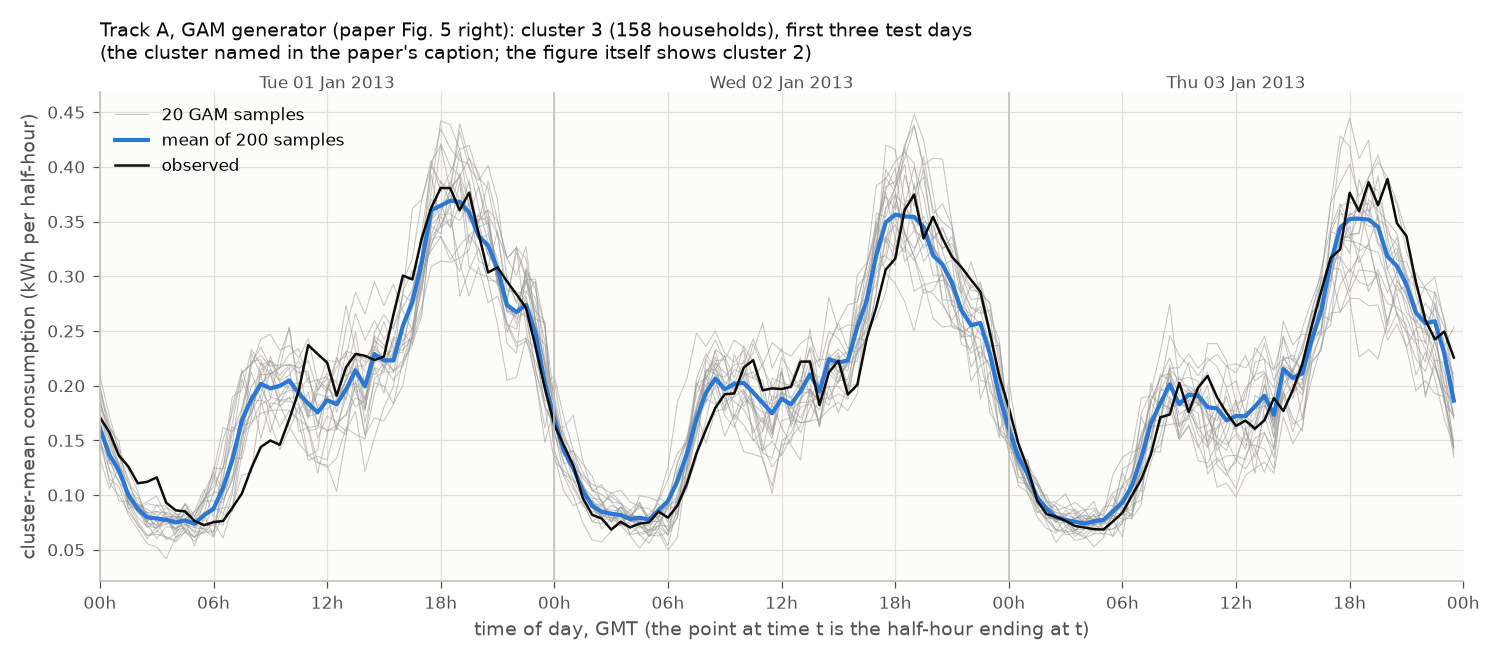 Track A, GAM generator (paper Fig. 5 right): cluster 3 (158 households), first three test days
(the cluster named in the paper's caption; the figure itself shows cluster 2)
Tue 01 Jan 2013
Wed 02 Jan 2013
Thu 03 Jan 2013
20 GAM samples
mean of 200 samples
observed
cluster-mean consumption (kWh per half-hour)
0.45
0.40
0.35
0.30
0.25
0.20
0.15
0.10
0.05
00h 06h 12h 18h 00h 06h 12h 18h 00h 06h 12h 18h 00h
time of day, GMT (the point at time t is the half-hour ending at t)